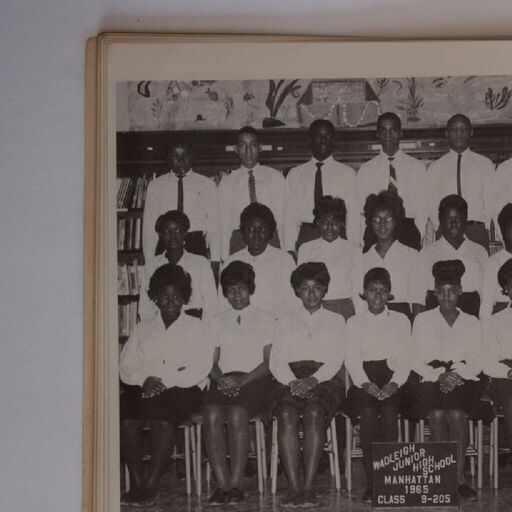 WADLEIGH
JUNIOR HIGH
SCHOOL
MANHATTAN
1965
CLASS 9-205